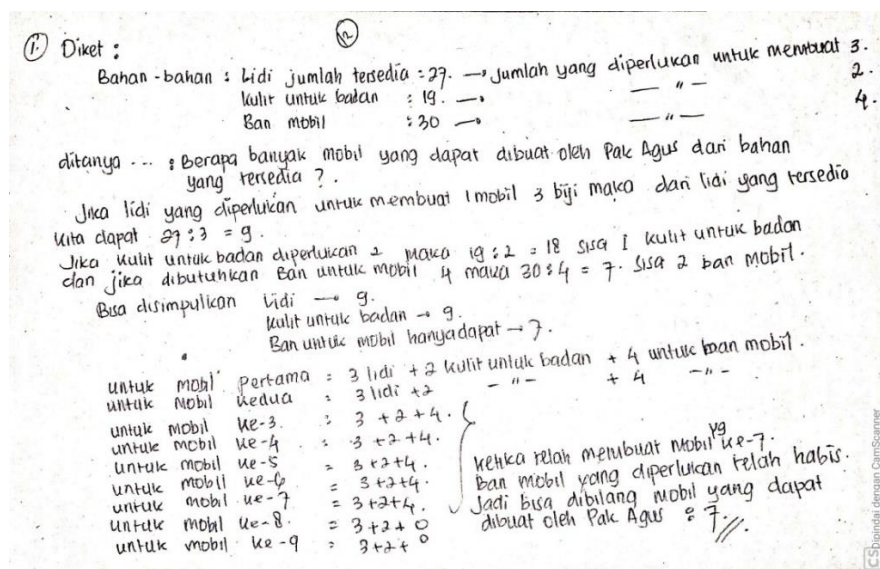 1. Diket :
12
Bahan-bahan : Lidi jumlah tersedia : 27. → Jumlah yang diperlukan untuk membuat 3.
Kulit untuk badan : 19. → — " — 2.
Ban mobil : 30 → — " — 4.
ditanya ... : Berapa banyak mobil yang dapat dibuat oleh Pak Agus dari bahan
yang tersedia ?.
Jika lidi yang diperlukan untuk membuat 1 mobil 3 biji maka dari lidi yang tersedia
kita dapat 27 : 3 = 9.
Jika kulit untuk badan diperlukan 2 maka 19 : 2 = 18 sisa 1 kulit untuk badan
dan jika dibutuhkan Ban untuk mobil 4 maka 30 : 4 = 7. Sisa 2 ban mobil.
Bisa disimpulkan Lidi → 9.
kulit untuk badan → 9.
Ban untuk mobil hanya dapat → 7.
untuk mobil pertama = 3 lidi + 2 kulit untuk badan + 4 untuk ban mobil.
untuk mobil kedua : 3 lidi + 2 — " — + 4 — " —
untuk mobil ke-3. : 3 + 2 + 4.
untuk mobil ke-4 : 3 + 2 + 4.
untuk mobil ke-5 = 3 + 2 + 4.
untuk mobil ke-6 = 3 + 2 + 4.
untuk mobil ke-7 = 3 + 2 + 4.
untuk mobil ke-8. = 3 + 2 + 0
untuk mobil ke-9 = 3 + 2 + 0
ketika telah membuat mobil yg ke-7.
ban mobil yang diperlukan telah habis.
Jadi bisa dibilang mobil yang dapat
dibuat oleh Pak Agus : 7.
CS Dipindai dengan CamScanner